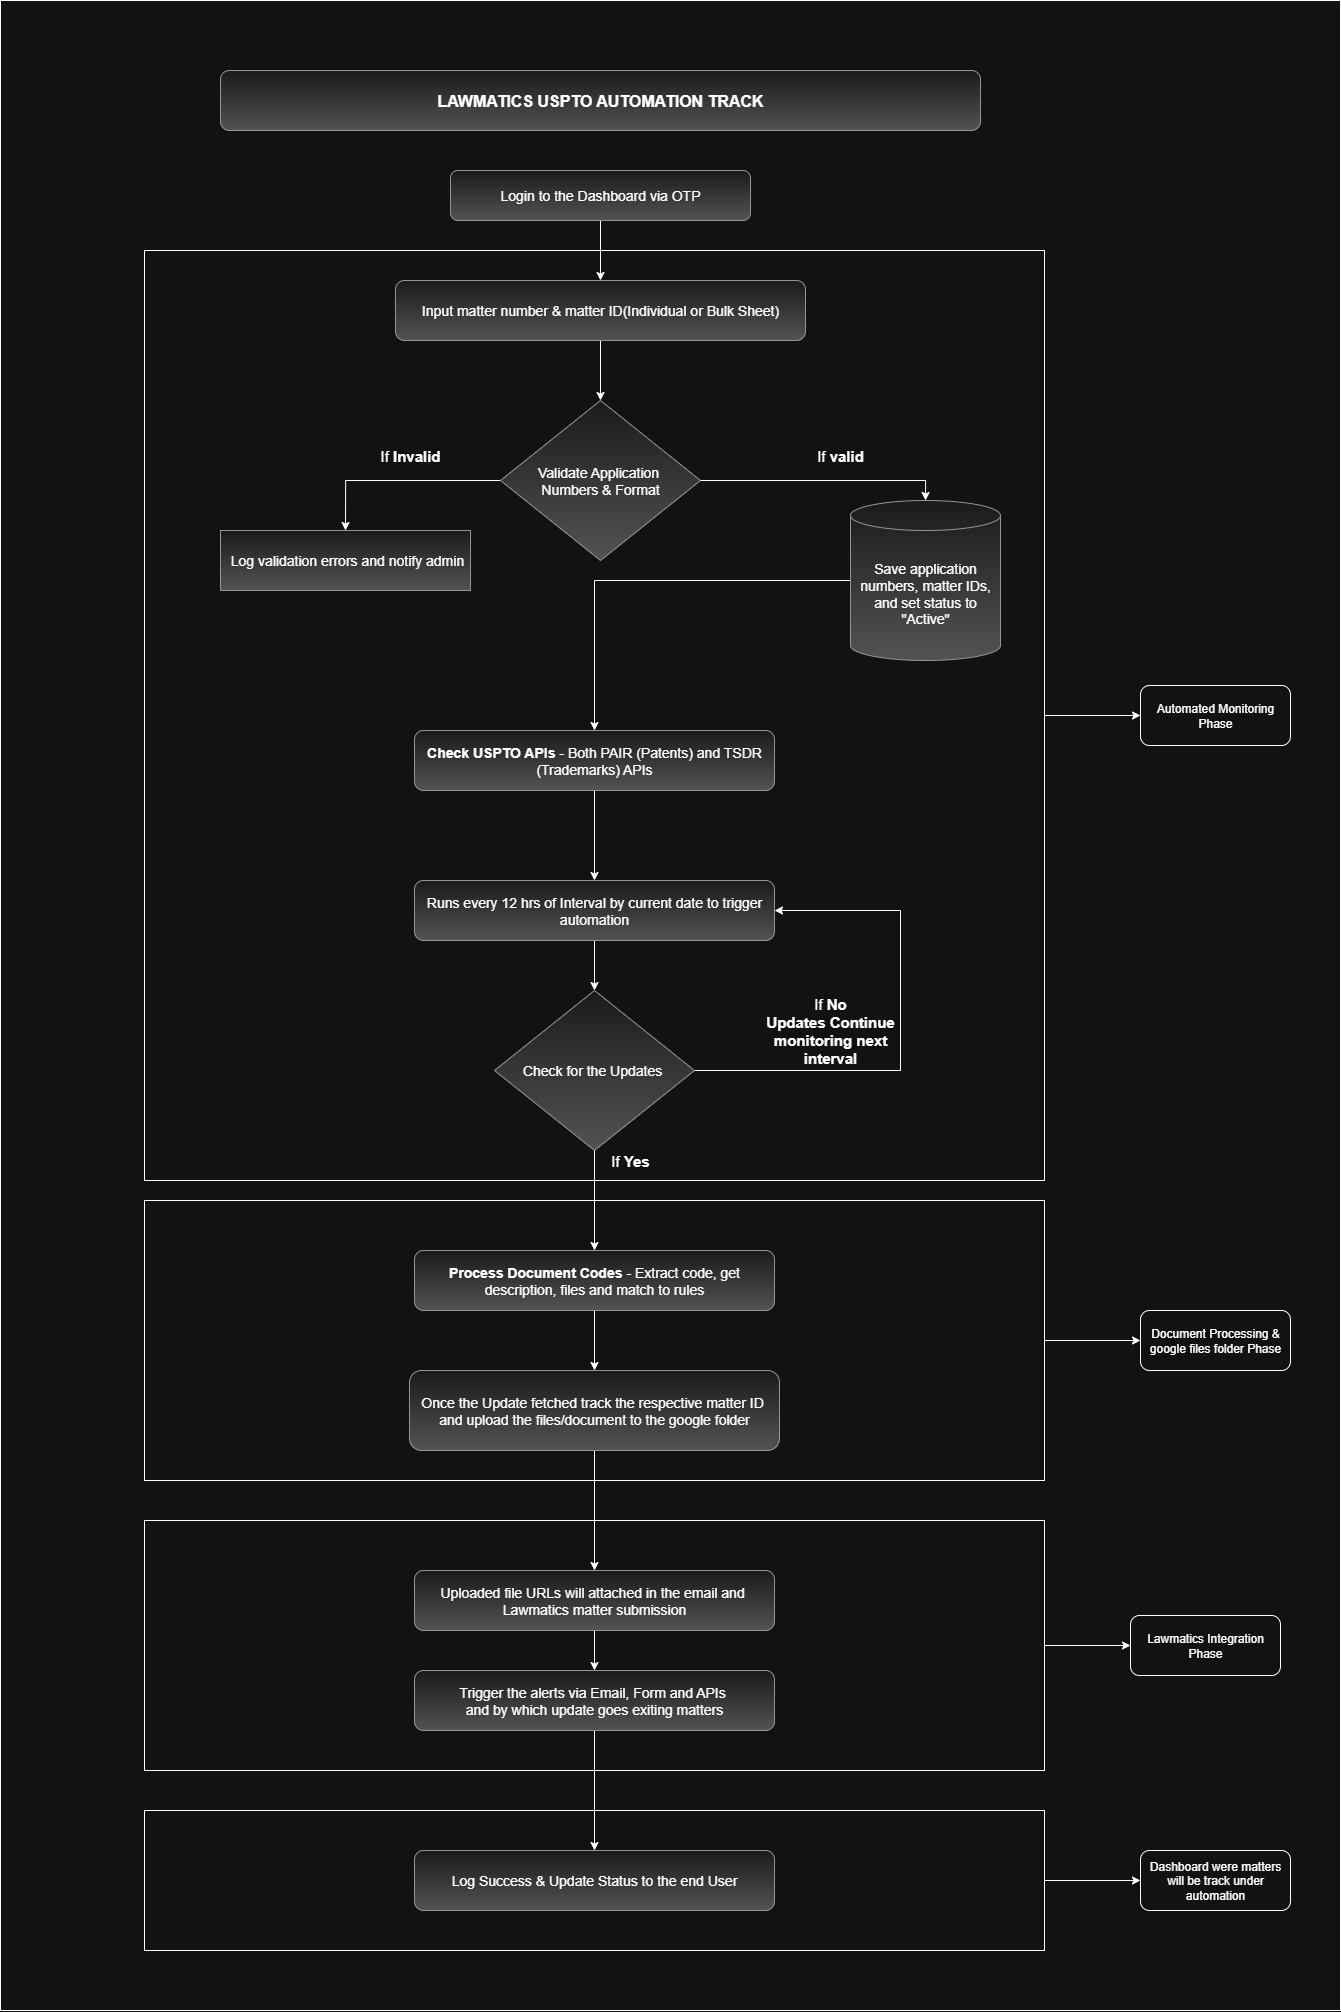 LAWMATICS USPTO AUTOMATION TRACK
Login to the Dashboard via OTP
Input matter number & matter ID(Individual or Bulk Sheet)
If Invalid
If valid
Validate Application
Numbers & Format
Log validation errors and notify admin
Save application
numbers, matter IDs,
and set status to
"Active"
Automated Monitoring
Phase
Check USPTO APIs - Both PAIR (Patents) and TSDR
(Trademarks) APIs
Runs every 12 hrs of Interval by current date to trigger
automation
If No
Updates Continue
monitoring next
interval
Check for the Updates
If Yes
Process Document Codes - Extract code, get
description, files and match to rules
Document Processing &
google files folder Phase
Once the Update fetched track the respective matter ID
and upload the files/document to the google folder
Uploaded file URLs will attached in the email and
Lawmatics matter submission
Lawmatics Integration
Phase
Trigger the alerts via Email, Form and APIs
and by which update goes exiting matters
Log Success & Update Status to the end User
Dashboard were matters
will be track under
automation